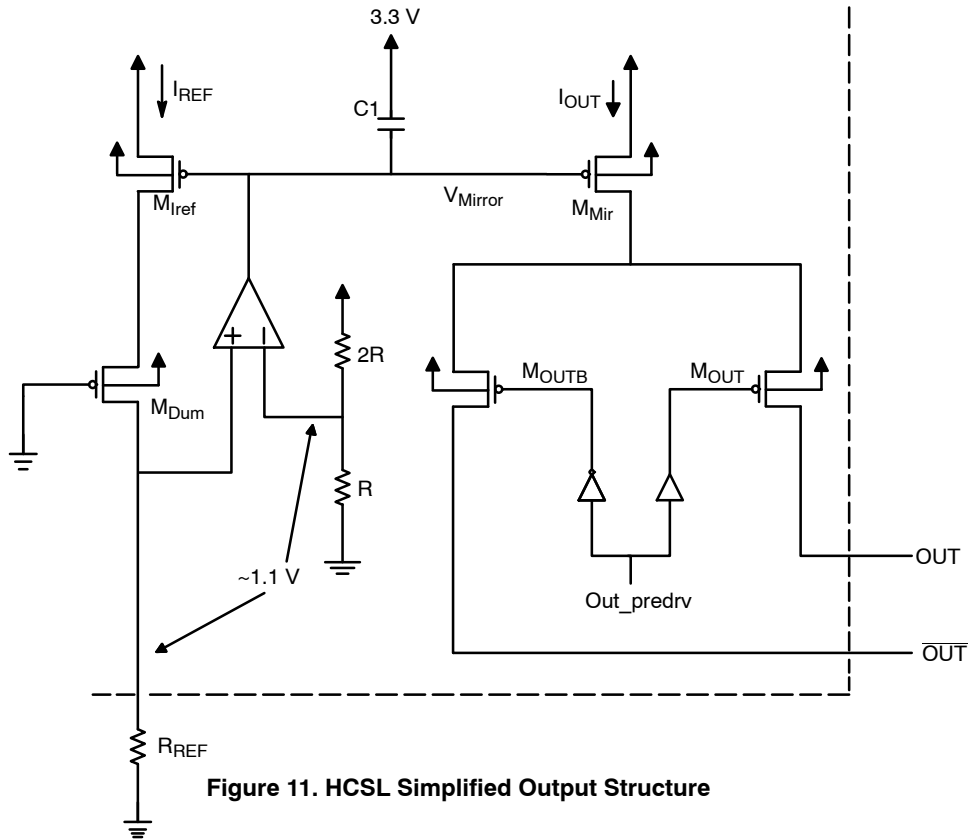 3.3 V
I_REF
C1
I_OUT
M_Iref
V_Mirror
M_Mir
+
−
2R
M_Dum
M_OUTB
M_OUT
R
~1.1 V
Out_predrv
OUT
O̅U̅T̅
R_REF
Figure 11. HCSL Simplified Output Structure